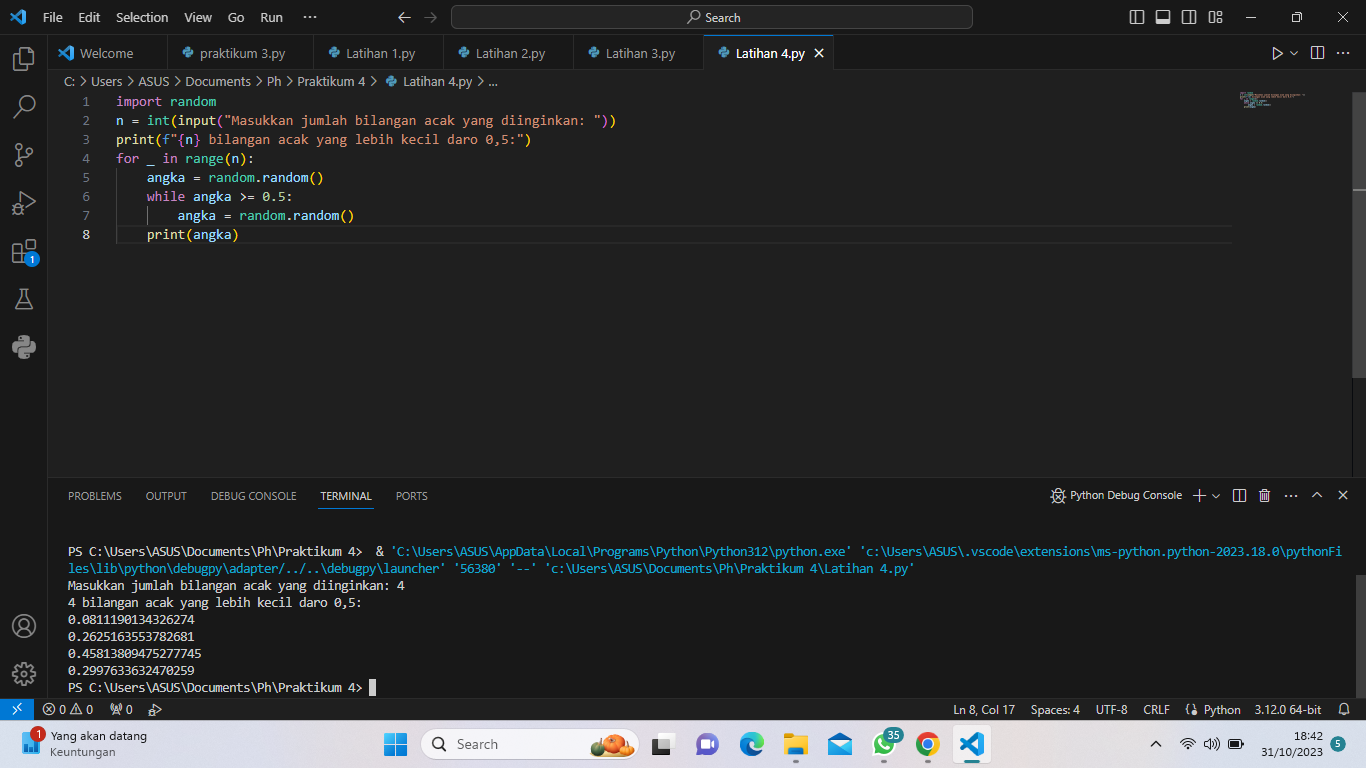 File Edit Selection View Go Run ··· Search
Welcome praktikum 3.py Latihan 1.py Latihan 2.py Latihan 3.py Latihan 4.py
C: > Users > ASUS > Documents > Ph > Praktikum 4 > Latihan 4.py > ...
1 import random
2 n = int(input("Masukkan jumlah bilangan acak yang diinginkan: "))
3 print(f"{n} bilangan acak yang lebih kecil daro 0,5:")
4 for _ in range(n):
5 angka = random.random()
6 while angka >= 0.5:
7 angka = random.random()
8 print(angka)
1
PROBLEMS OUTPUT DEBUG CONSOLE TERMINAL PORTS Python Debug Console
PS C:\Users\ASUS\Documents\Ph\Praktikum 4> & 'C:\Users\ASUS\AppData\Local\Programs\Python\Python312\python.exe' 'c:\Users\ASUS\.vscode\extensions\ms-python.python-2023.18.0\pythonFi
les\lib\python\debugpy\adapter/../..\debugpy\launcher' '56380' '--' 'c:\Users\ASUS\Documents\Ph\Praktikum 4\Latihan 4.py'
Masukkan jumlah bilangan acak yang diinginkan: 4
4 bilangan acak yang lebih kecil daro 0,5:
0.0811190134326274
0.2625163553782681
0.45813809475277745
0.2997633632470259
PS C:\Users\ASUS\Documents\Ph\Praktikum 4>
0 0 0 Ln 8, Col 17 Spaces: 4 UTF-8 CRLF Python 3.12.0 64-bit
1 Yang akan datang
Keuntungan
Search
35
18:42
31/10/2023
5